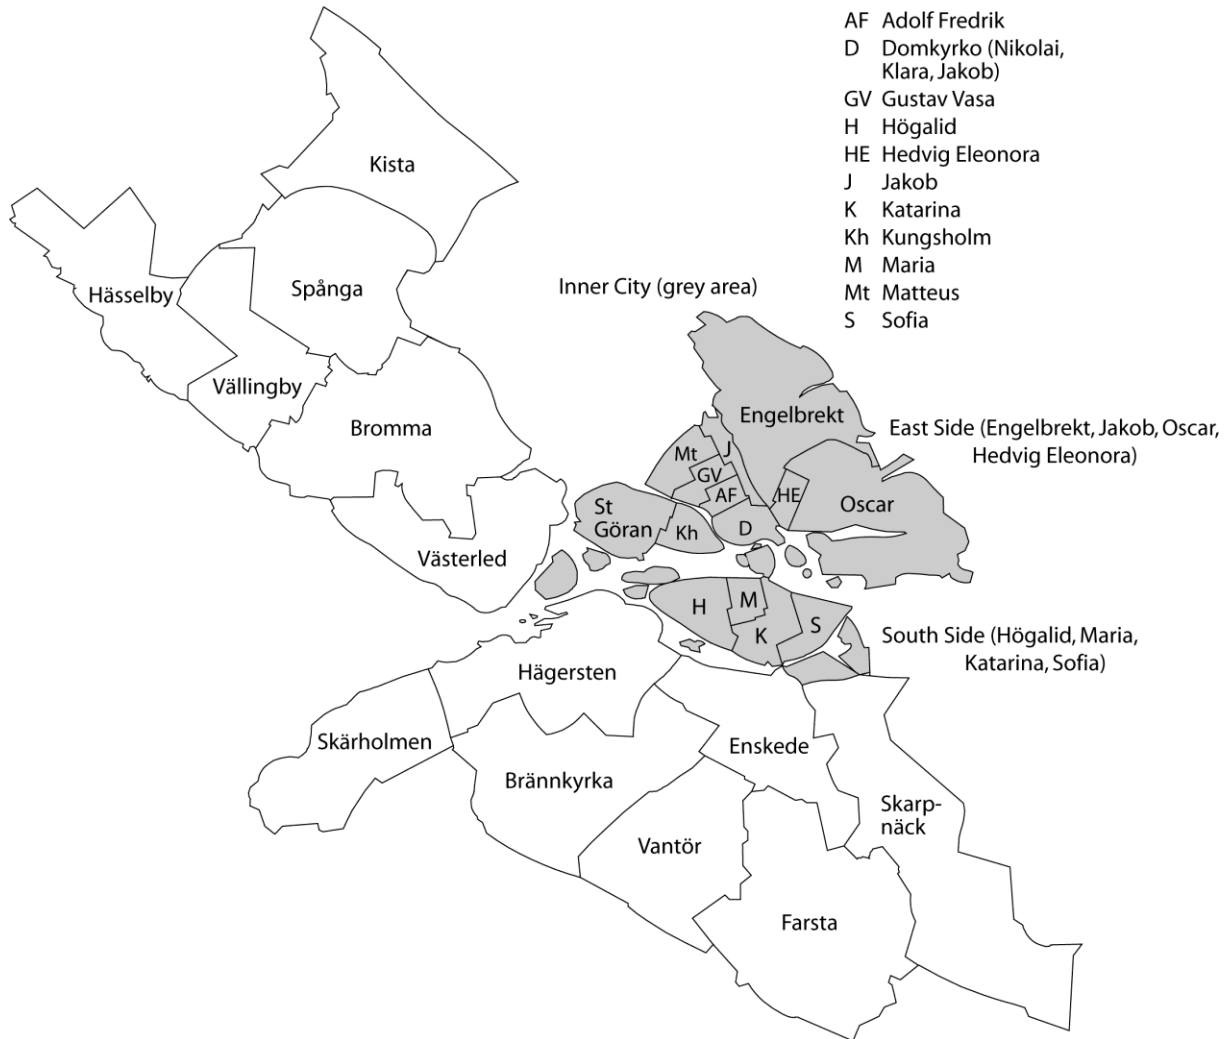 AF Adolf Fredrik
D Domkyrko (Nikolai,
Klara, Jakob)
GV Gustav Vasa
H Högalid
HE Hedvig Eleonora
J Jakob
K Katarina
Kh Kungsholm
M Maria
Mt Matteus
S Sofia
Kista
Hässelby
Spånga
Inner City (grey area)
Vällingby
Bromma
Engelbrekt
East Side (Engelbrekt, Jakob, Oscar,
Hedvig Eleonora)
J
Mt
GV
AF
HE
Oscar
St
Göran
Kh
D
Västerled
H
M
K
S
South Side (Högalid, Maria,
Katarina, Sofia)
Hägersten
Skärholmen
Enskede
Brännkyrka
Skarp-
näck
Vantör
Farsta